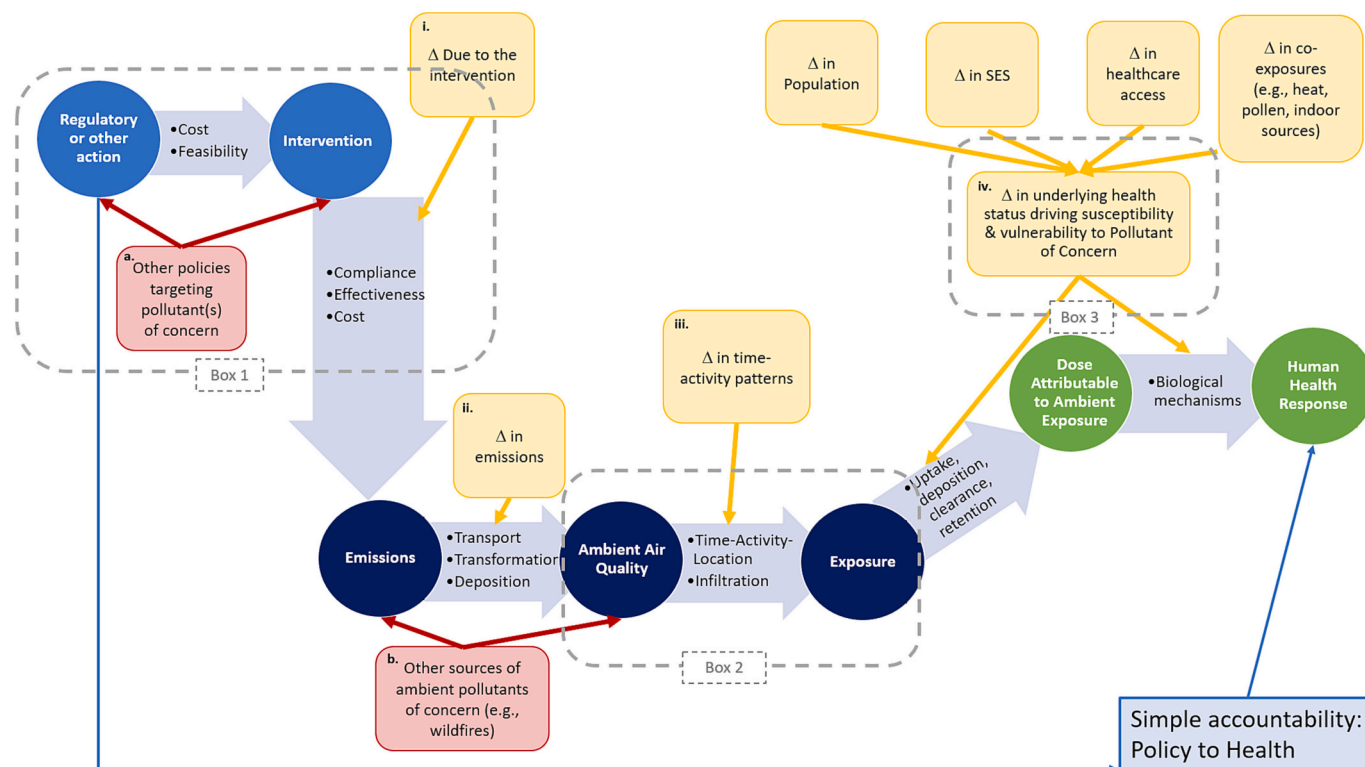 i.
Δ Due to the
intervention
Δ in
Population
Δ in SES
Δ in
healthcare
access
Δ in co-
exposures
(e.g., heat,
pollen, indoor
sources)
Regulatory
or other
action
•Cost
•Feasibility
Intervention
iv.
Δ in underlying health
status driving susceptibility
& vulnerability to Pollutant
of Concern
a.
Other policies
targeting
pollutant(s)
of concern
•Compliance
•Effectiveness
•Cost
Box 1
iii.
Δ in time-
activity patterns
Box 3
Dose
Attributable
to Ambient
Exposure
•Biological
mechanisms
Human
Health
Response
ii.
Δ in
emissions
•Uptake,
deposition,
clearance,
retention
Emissions
•Transport
•Transformation
•Deposition
Ambient Air
Quality
•Time-Activity-
Location
•Infiltration
Exposure
b.
Other sources of
ambient pollutants
of concern (e.g.,
wildfires)
Box 2
Simple accountability:
Policy to Health